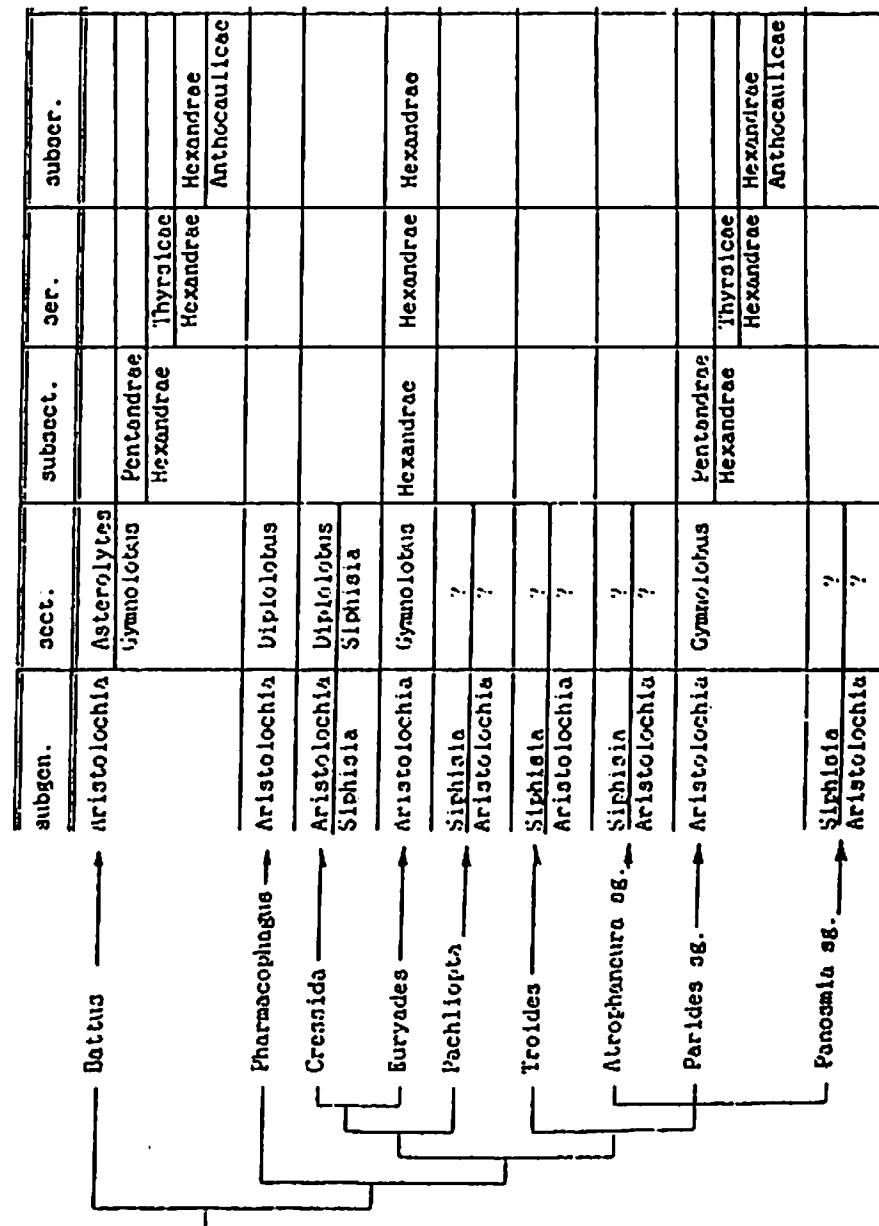 subgen. sect. subsect. ser. subser.
Battus Aristolochia Asterolytes
Gymnolobus Pentandrae
Hexandrae Thyrsicae
Hexandrae Hexandrae
Anthocaulicae
Pharmacophagus Aristolochia Diplolobus
Cressida Aristolochia Diplolobus
Siphisia Siphisia
Euryades Aristolochia Gymnolobus Hexandrae Hexandrae Hexandrae
Pachliopta Siphisia ?
Aristolochia ?
Troides Siphisia ?
Aristolochia ?
Atrophaneura sg. Siphisia ?
Aristolochia ?
Parides sg. Aristolochia Gymnolobus Pentandrae
Hexandrae Thyrsicae
Hexandrae Hexandrae
Anthocaulicae
Panosmia sg. Siphisia ?
Aristolochia ?